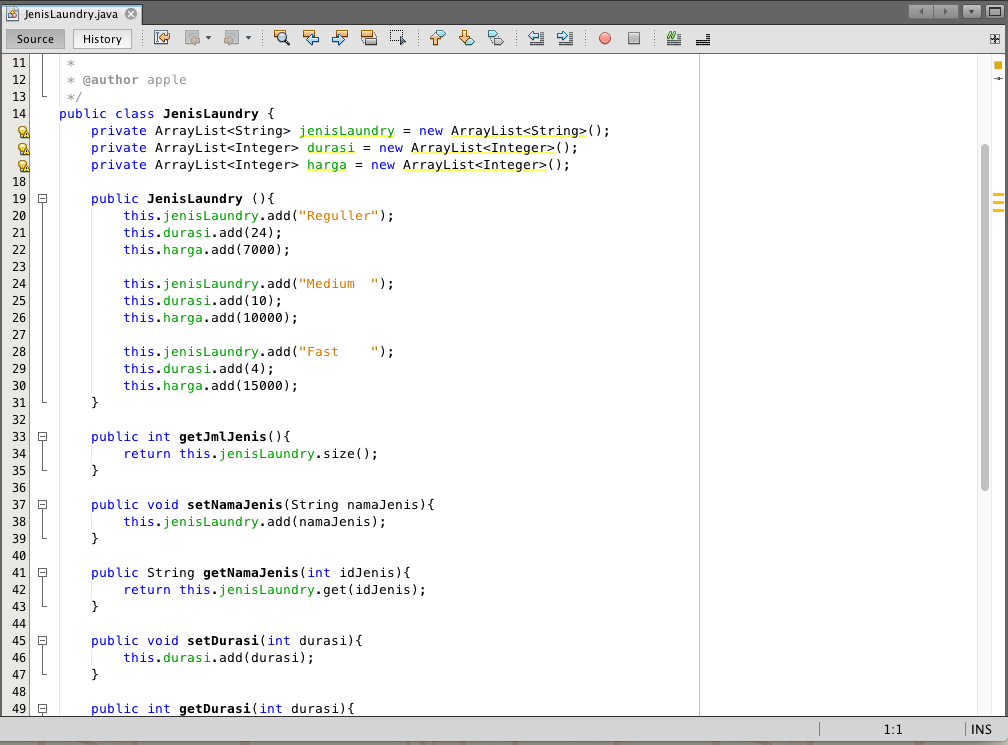 JenisLaundry.java
Source History
11 *
12 * @author apple
13 */
14 public class JenisLaundry {
private ArrayList<String> jenisLaundry = new ArrayList<String>();
private ArrayList<Integer> durasi = new ArrayList<Integer>();
private ArrayList<Integer> harga = new ArrayList<Integer>();
18
19 public JenisLaundry (){
20 this.jenisLaundry.add("Reguller");
21 this.durasi.add(24);
22 this.harga.add(7000);
23
24 this.jenisLaundry.add("Medium  ");
25 this.durasi.add(10);
26 this.harga.add(10000);
27
28 this.jenisLaundry.add("Fast    ");
29 this.durasi.add(4);
30 this.harga.add(15000);
31 }
32
33 public int getJmlJenis(){
34 return this.jenisLaundry.size();
35 }
36
37 public void setNamaJenis(String namaJenis){
38 this.jenisLaundry.add(namaJenis);
39 }
40
41 public String getNamaJenis(int idJenis){
42 return this.jenisLaundry.get(idJenis);
43 }
44
45 public void setDurasi(int durasi){
46 this.durasi.add(durasi);
47 }
48
49 public int getDurasi(int durasi){
1:1 INS